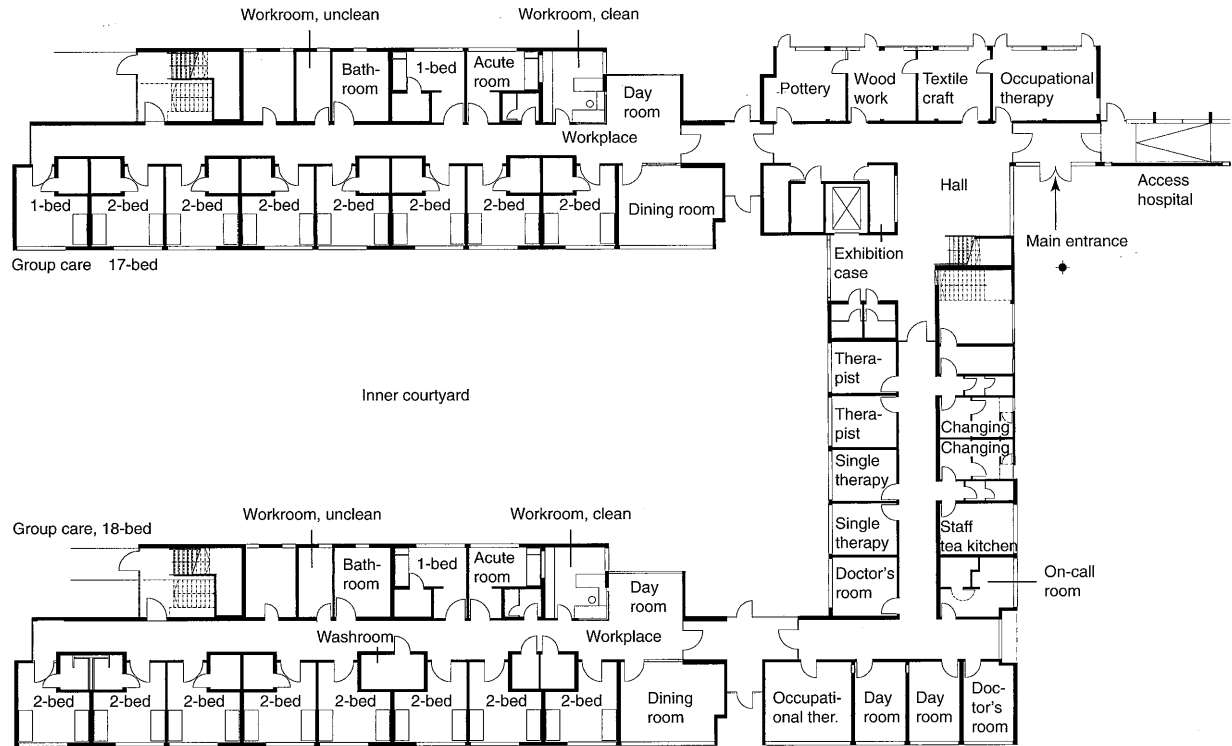 Workroom, unclean
Workroom, clean
Bath-
room
1-bed
Acute
room
Day
room
Workplace
Pottery
Wood
work
Textile
craft
Occupational
therapy
1-bed
2-bed
2-bed
2-bed
2-bed
2-bed
2-bed
2-bed
Dining room
Hall
Access
hospital
Main entrance
Group care 17-bed
Exhibition
case
Thera-
pist
Thera-
pist
Single
therapy
Single
therapy
Doctor's
room
Changing
Changing
Staff
tea kitchen
On-call
room
Inner courtyard
Group care, 18-bed
Workroom, unclean
Workroom, clean
Bath-
room
1-bed
Acute
room
Day
room
Washroom
Workplace
2-bed
2-bed
2-bed
2-bed
2-bed
2-bed
2-bed
2-bed
Dining
room
Occupati-
onal ther.
Day
room
Day
room
Doc-
tor's
room